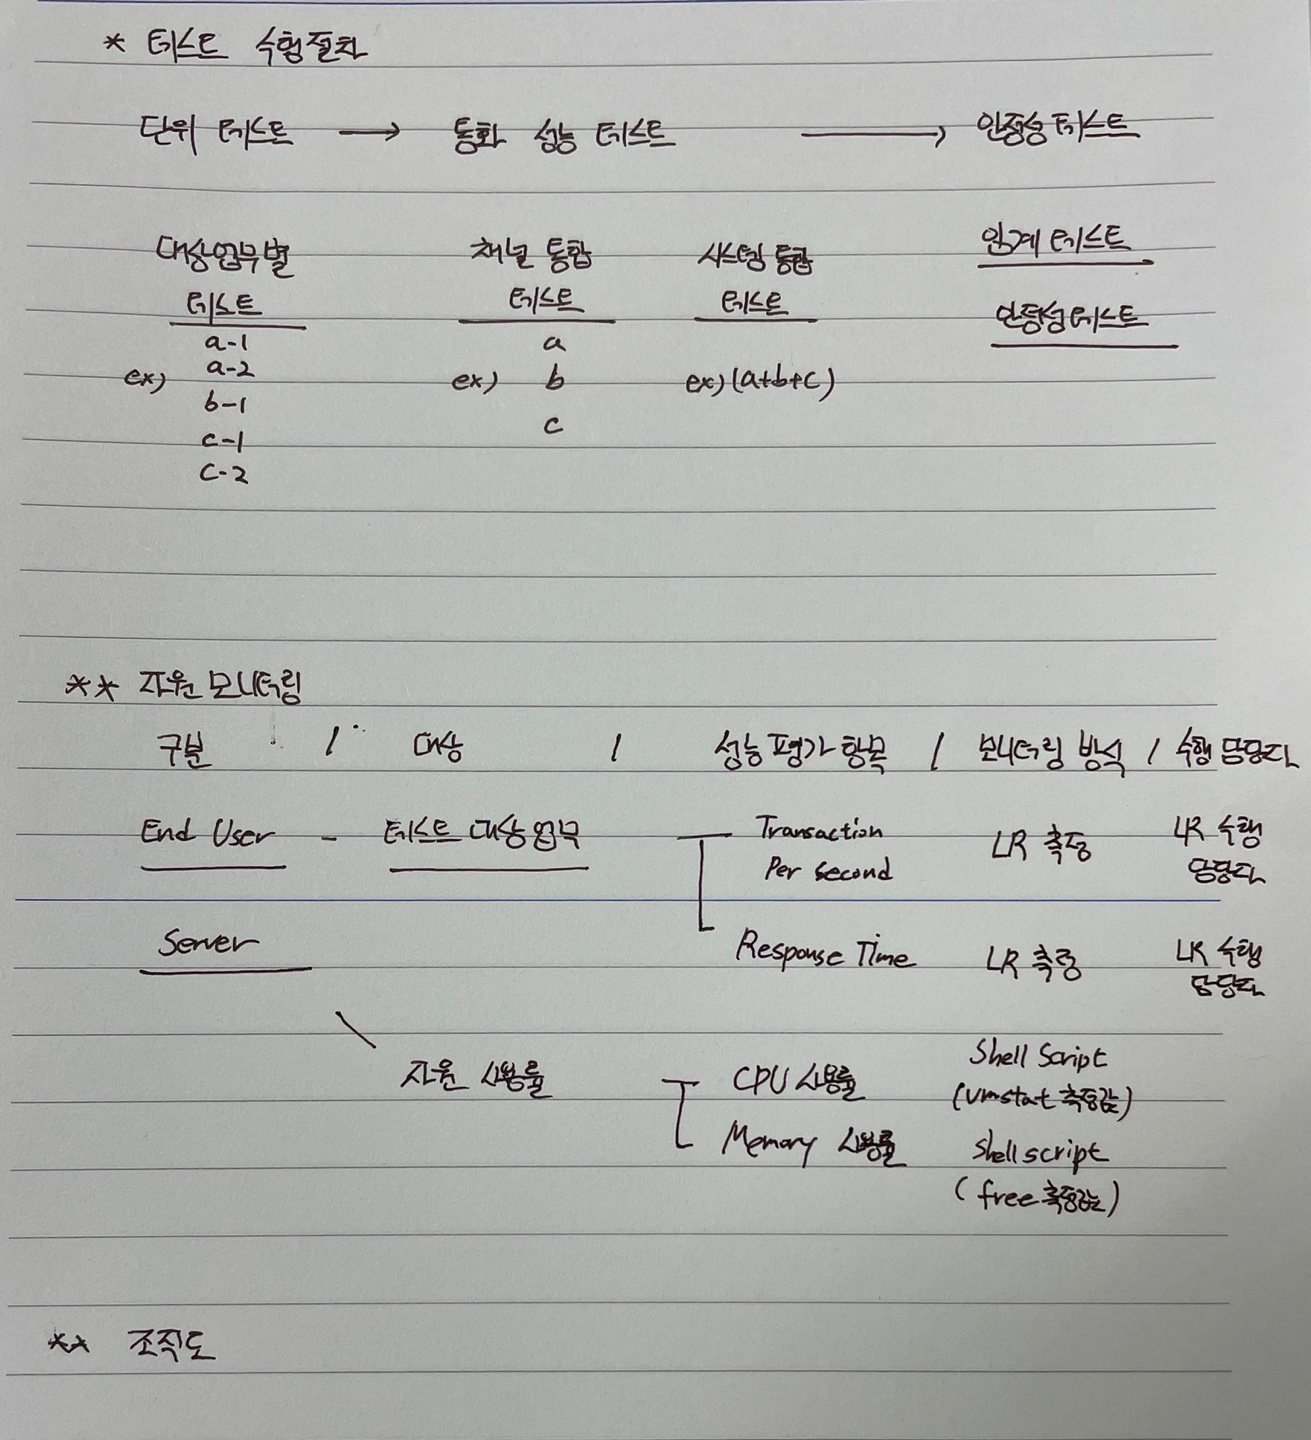 * 테스트 수행절차
단위 테스트 → 통화 성능 테스트 → 안정성 테스트
대상업무별 채널 통합 시스템 통합 임계 테스트
테스트 테스트 테스트 안정성 테스트
a-1 a
ex) a-2 ex) b ex) (a+b+c)
b-1
c-1 c
c-2
** 자원 모니터링
구분 / 대상 / 성능 평가 항목 / 모니터링 방식 / 수행 담당자
End User - 테스트 대상 업무 Transaction LR 측정 LR 수행
Per second 담당자
Server Response Time LR 측정 LR 수행
담당자
자원 사용률 CPU 사용률 Shell Script
(vmstat 측정값)
Memory 사용률 Shell script
(free 측정값)
** 조직도